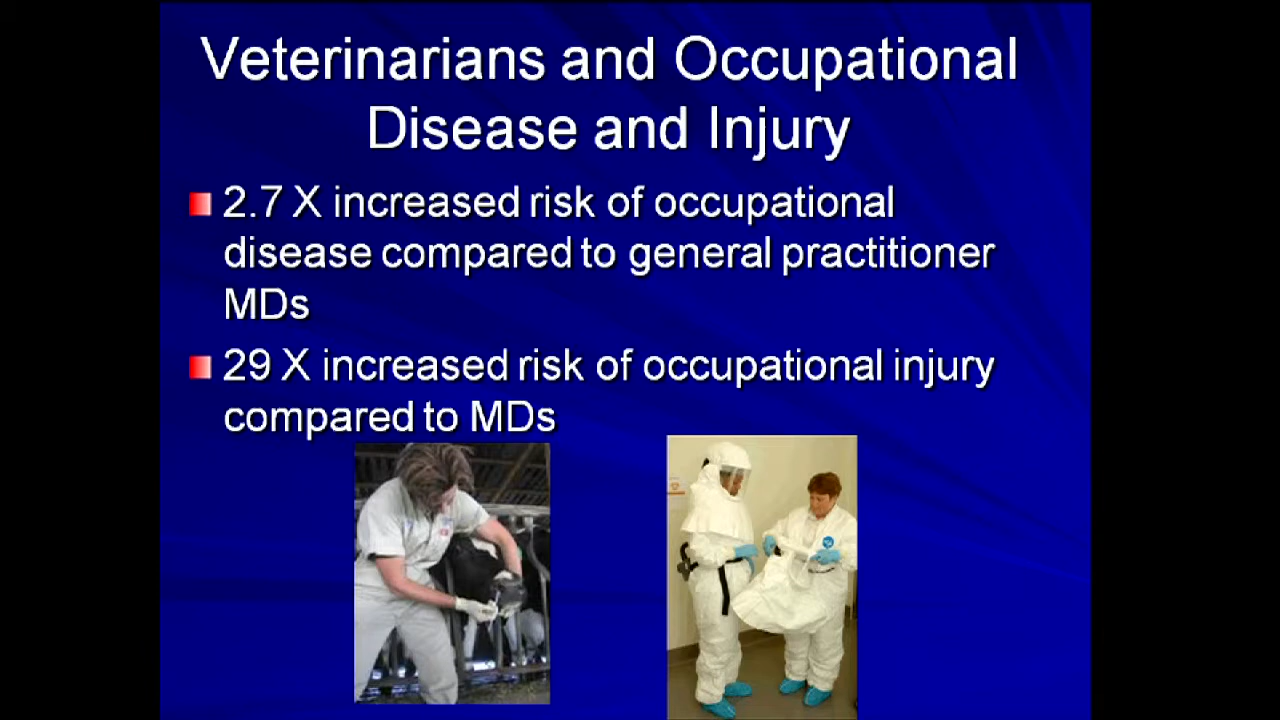 Veterinarians and Occupational
Disease and Injury
2.7 X increased risk of occupational
disease compared to general practitioner
MDs
29 X increased risk of occupational injury
compared to MDs